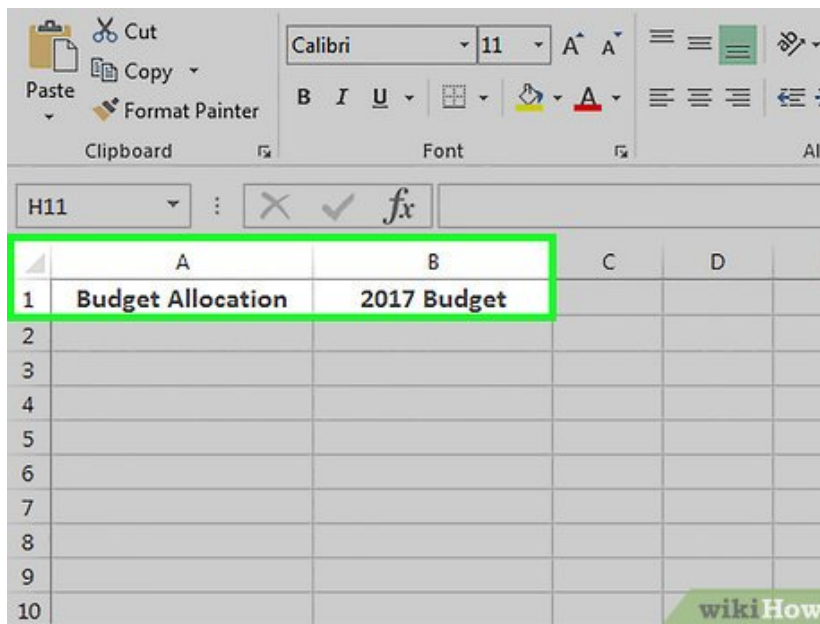 Cut
Calibri 11 A A
Copy
Paste
B I U A
Format Painter
Clipboard Font Al
H11 fx
A B C D
1 Budget Allocation 2017 Budget
2
3
4
5
6
7
8
9
10
wikiHow